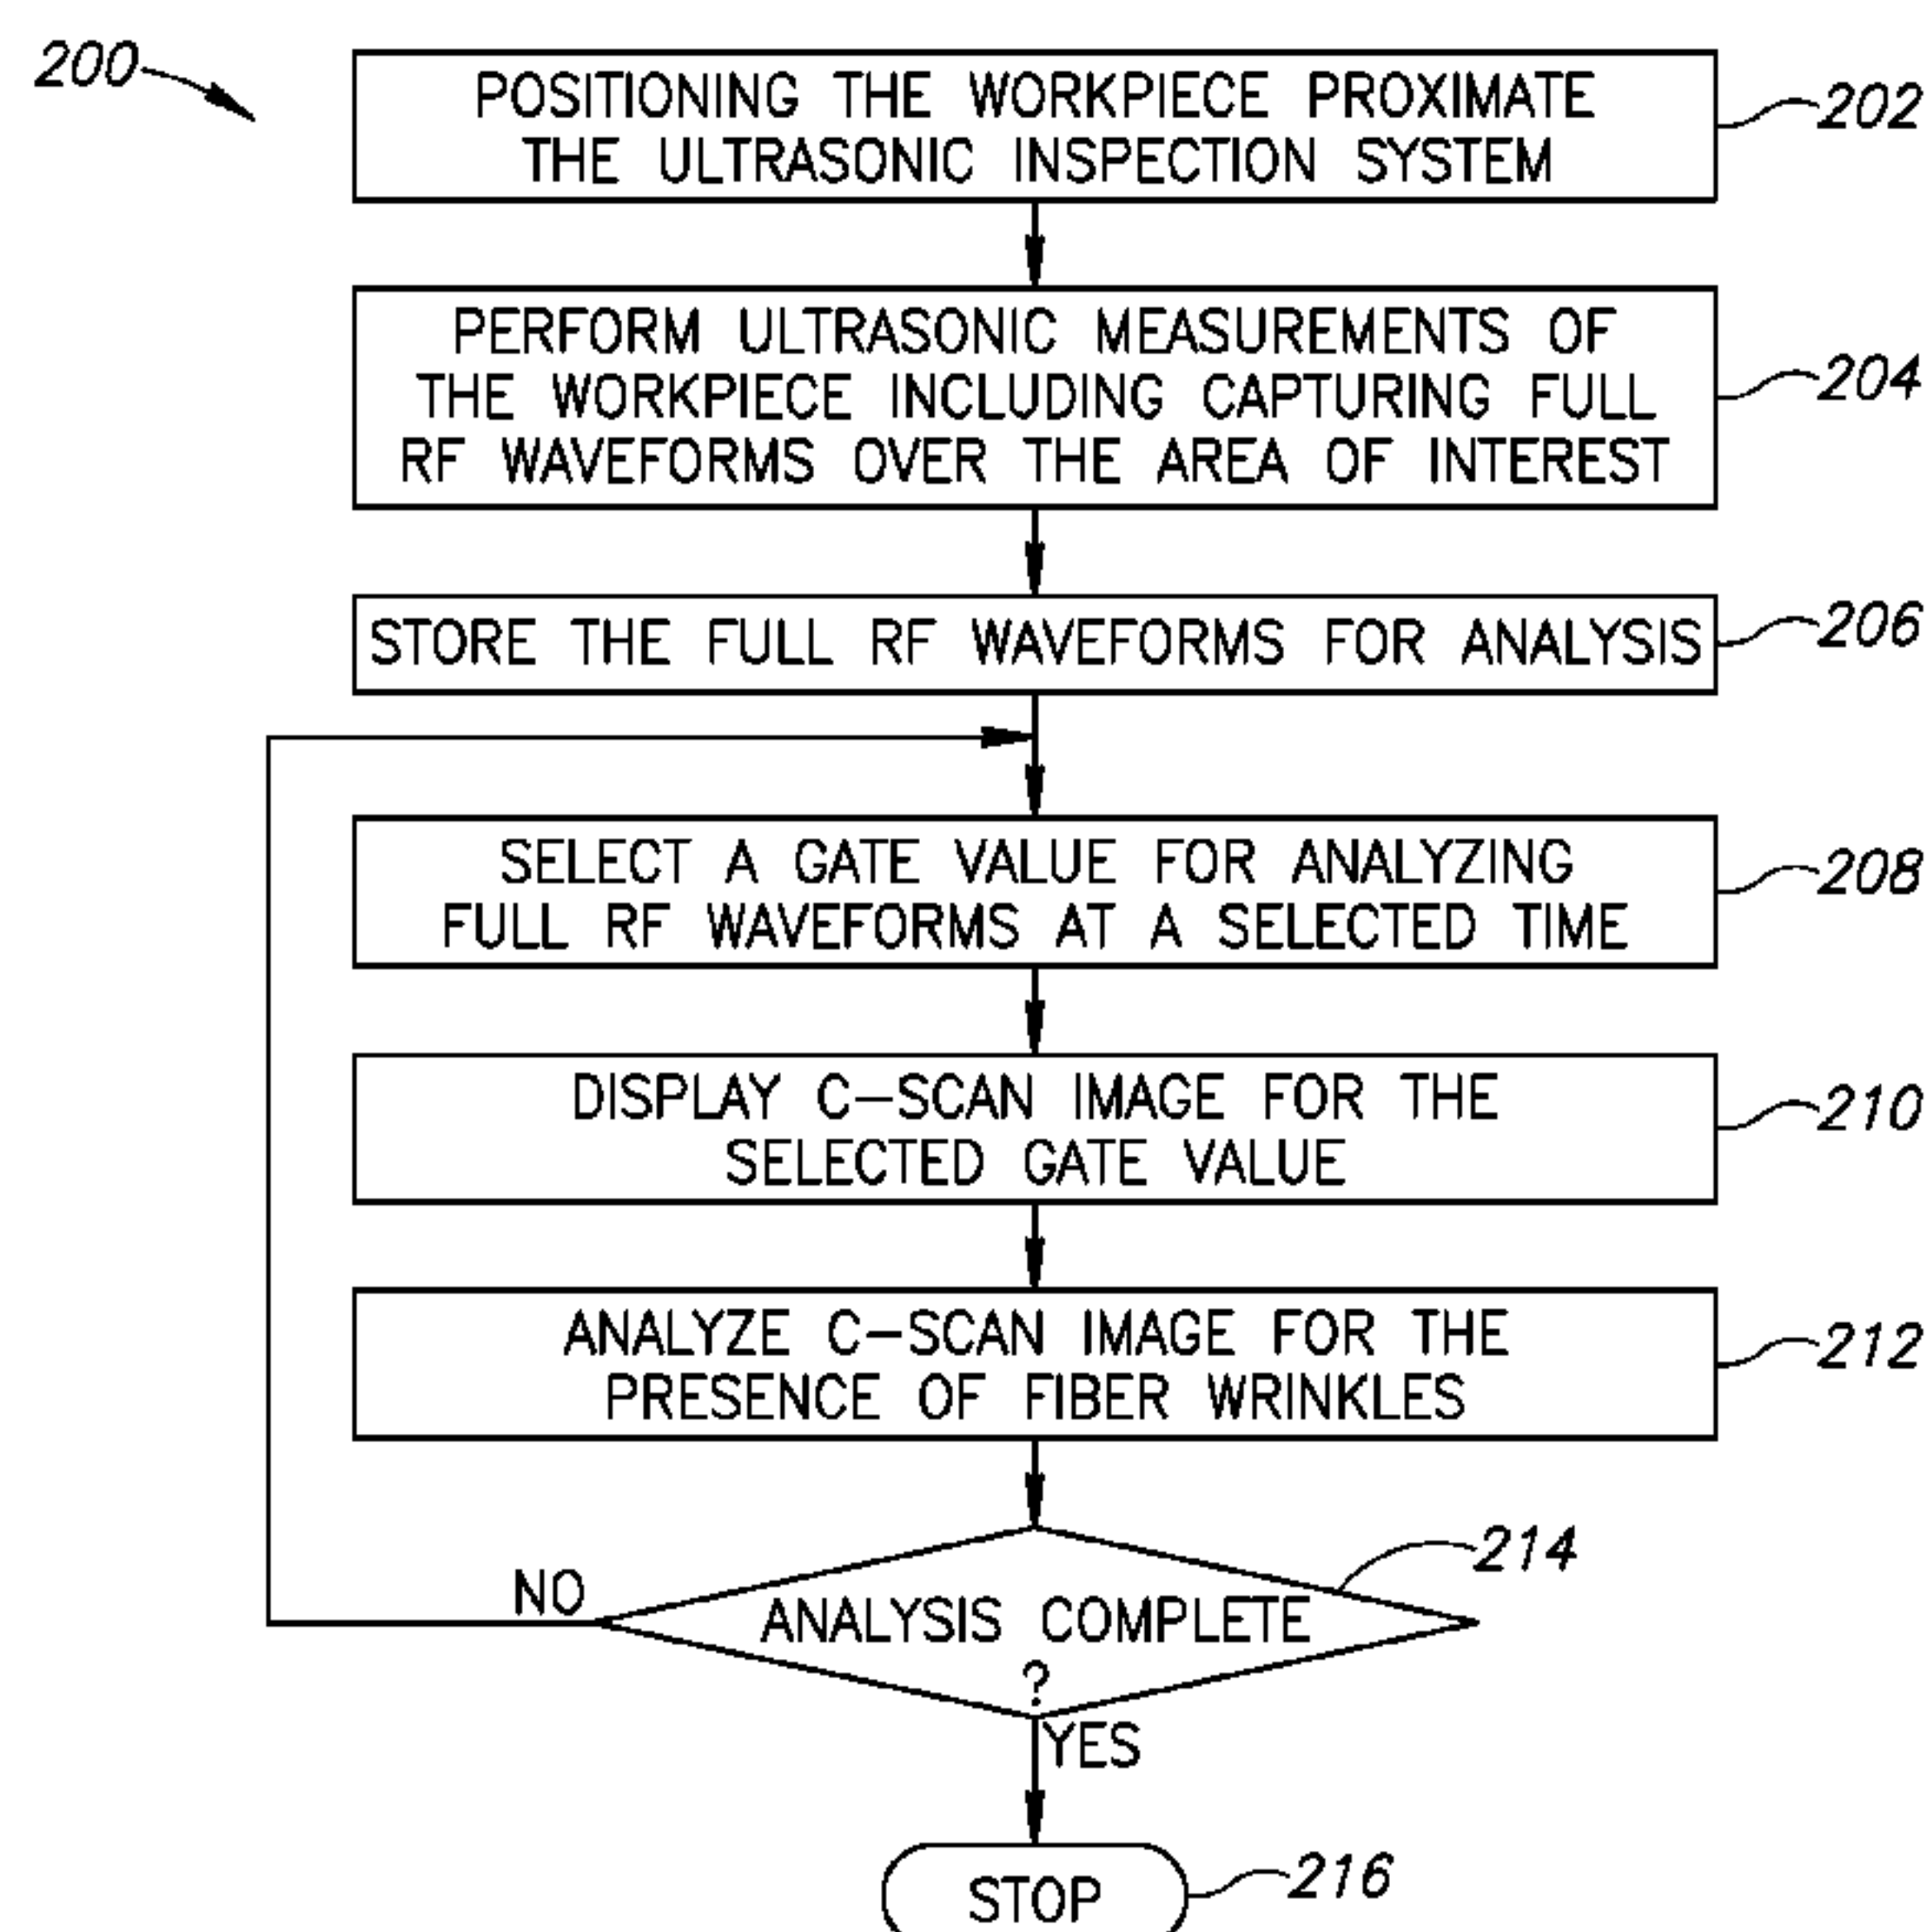 200
POSITIONING THE WORKPIECE PROXIMATE
THE ULTRASONIC INSPECTION SYSTEM
202
PERFORM ULTRASONIC MEASUREMENTS OF
THE WORKPIECE INCLUDING CAPTURING FULL
RF WAVEFORMS OVER THE AREA OF INTEREST
204
STORE THE FULL RF WAVEFORMS FOR ANALYSIS
206
SELECT A GATE VALUE FOR ANALYZING
FULL RF WAVEFORMS AT A SELECTED TIME
208
DISPLAY C-SCAN IMAGE FOR THE
SELECTED GATE VALUE
210
ANALYZE C-SCAN IMAGE FOR THE
PRESENCE OF FIBER WRINKLES
212
214
NO
ANALYSIS COMPLETE
?
YES
STOP
216